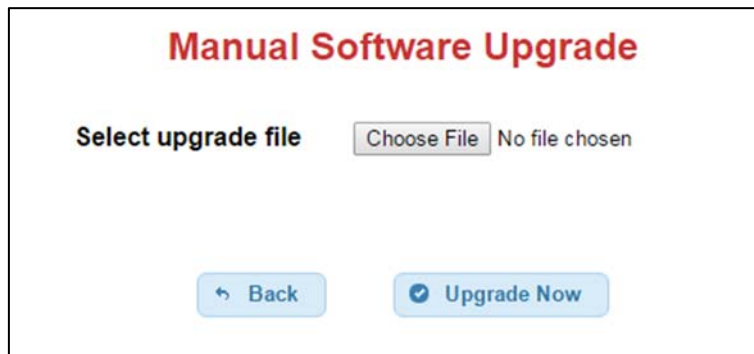 Manual Software Upgrade
Select upgrade file Choose File No file chosen
Back Upgrade Now